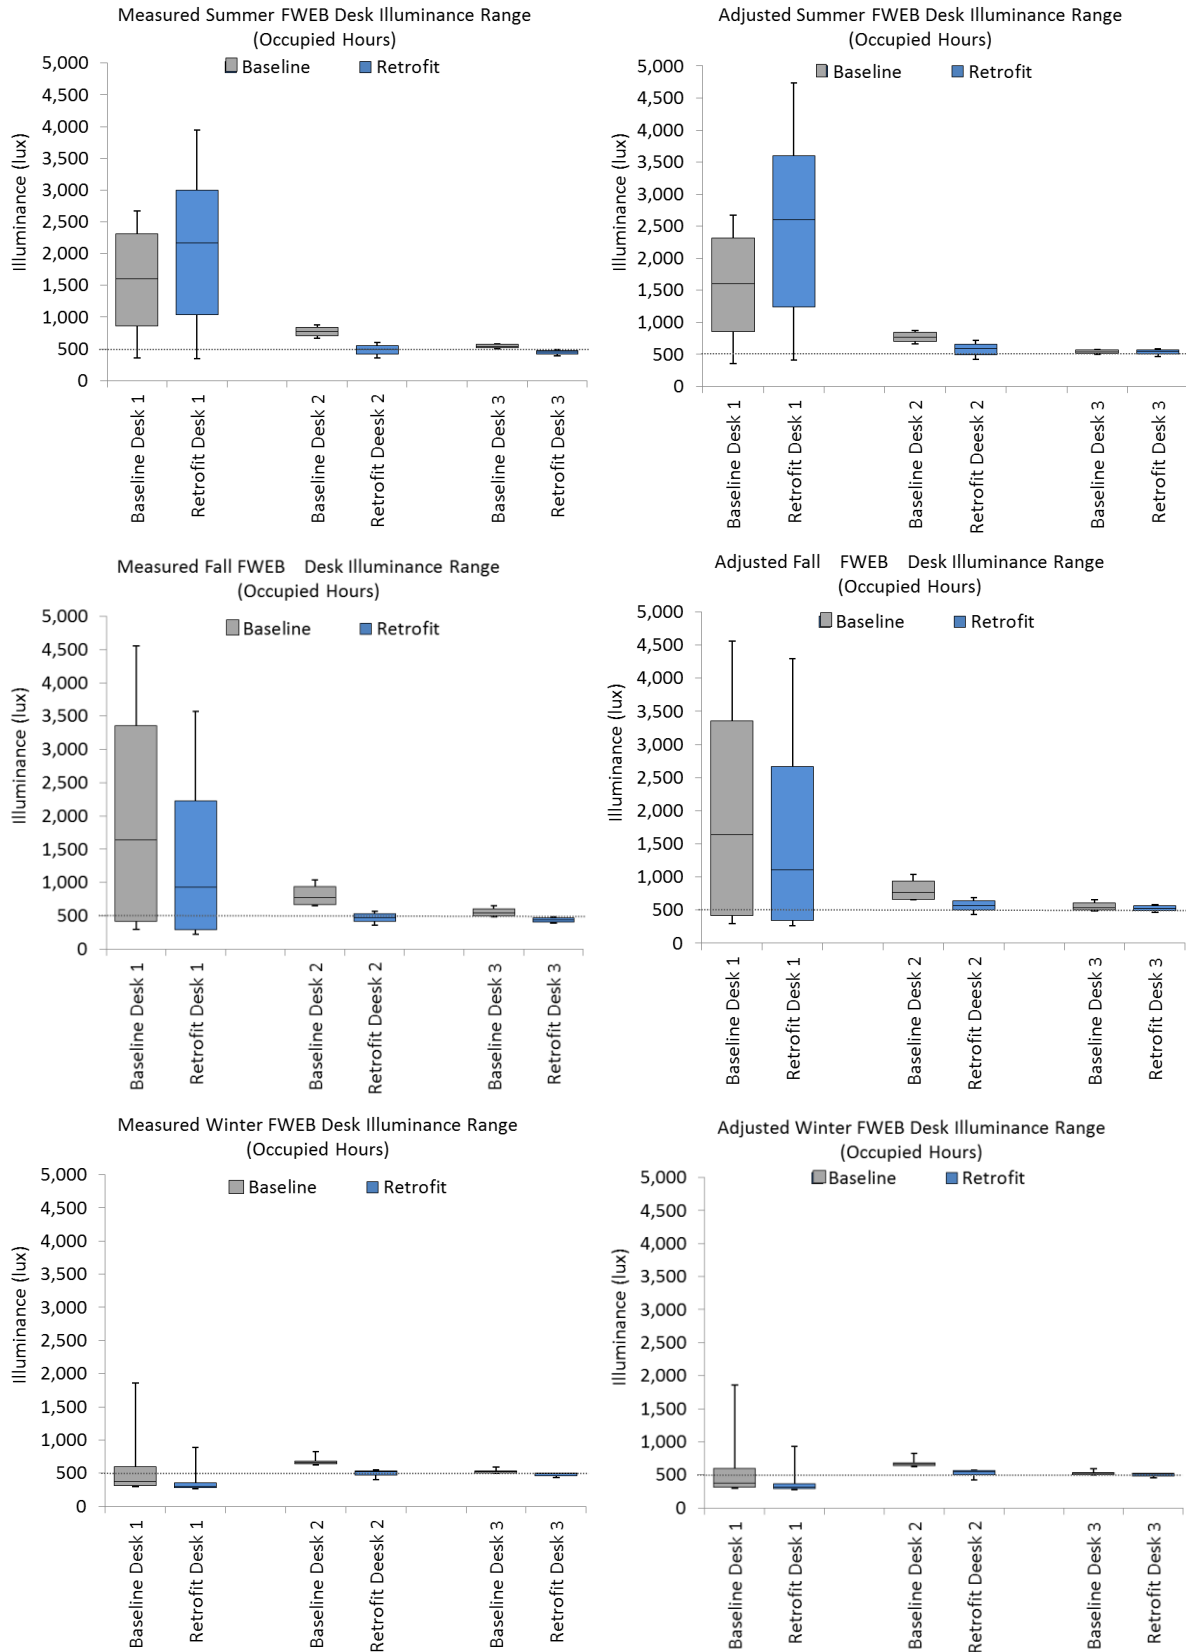 Measured Summer FWEB Desk Illuminance Range
(Occupied Hours)
Baseline Retrofit
Illuminance (lux)
5,000
4,500
4,000
3,500
3,000
2,500
2,000
1,500
1,000
500
0
Baseline Desk 1
Retrofit Desk 1
Baseline Desk 2
Retrofit Deesk 2
Baseline Desk 3
Retrofit Desk 3
Adjusted Summer FWEB Desk Illuminance Range
(Occupied Hours)
Baseline Retrofit
Illuminance (lux)
5,000
4,500
4,000
3,500
3,000
2,500
2,000
1,500
1,000
500
0
Baseline Desk 1
Retrofit Desk 1
Baseline Desk 2
Retrofit Deesk 2
Baseline Desk 3
Retrofit Desk 3
Measured Fall FWEB Desk Illuminance Range
(Occupied Hours)
Baseline Retrofit
Illuminance (lux)
5,000
4,500
4,000
3,500
3,000
2,500
2,000
1,500
1,000
500
0
Baseline Desk 1
Retrofit Desk 1
Baseline Desk 2
Retrofit Deesk 2
Baseline Desk 3
Retrofit Desk 3
Adjusted Fall FWEB Desk Illuminance Range
(Occupied Hours)
Baseline Retrofit
Illuminance (lux)
5,000
4,500
4,000
3,500
3,000
2,500
2,000
1,500
1,000
500
0
Baseline Desk 1
Retrofit Desk 1
Baseline Desk 2
Retrofit Deesk 2
Baseline Desk 3
Retrofit Desk 3
Measured Winter FWEB Desk Illuminance Range
(Occupied Hours)
Baseline Retrofit
Illuminance (lux)
5,000
4,500
4,000
3,500
3,000
2,500
2,000
1,500
1,000
500
0
Baseline Desk 1
Retrofit Desk 1
Baseline Desk 2
Retrofit Deesk 2
Baseline Desk 3
Retrofit Desk 3
Adjusted Winter FWEB Desk Illuminance Range
(Occupied Hours)
Baseline Retrofit
Illuminance (lux)
5,000
4,500
4,000
3,500
3,000
2,500
2,000
1,500
1,000
500
0
Baseline Desk 1
Retrofit Desk 1
Baseline Desk 2
Retrofit Deesk 2
Baseline Desk 3
Retrofit Desk 3